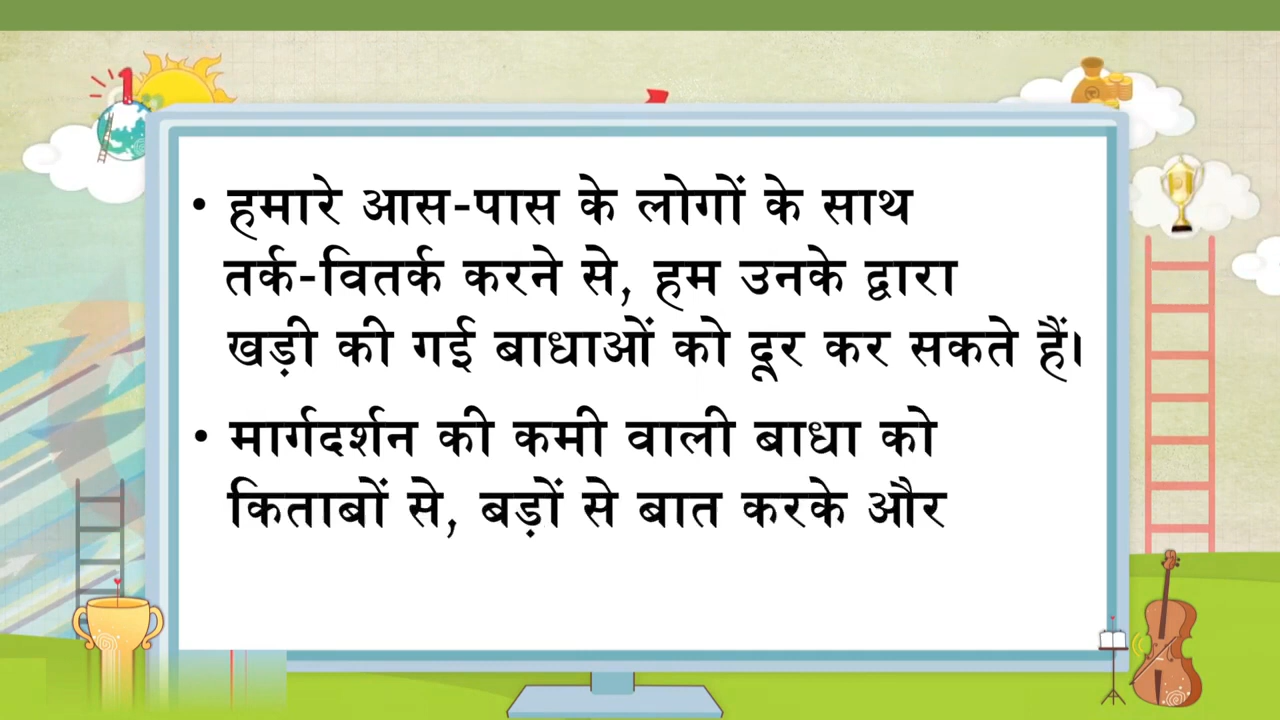 • हमारे आस-पास के लोगों के साथ
तर्क-वितर्क करने से, हम उनके द्वारा
खड़ी की गई बाधाओं को दूर कर सकते हैं।
• मार्गदर्शन की कमी वाली बाधा को
किताबों से, बड़ों से बात करके और